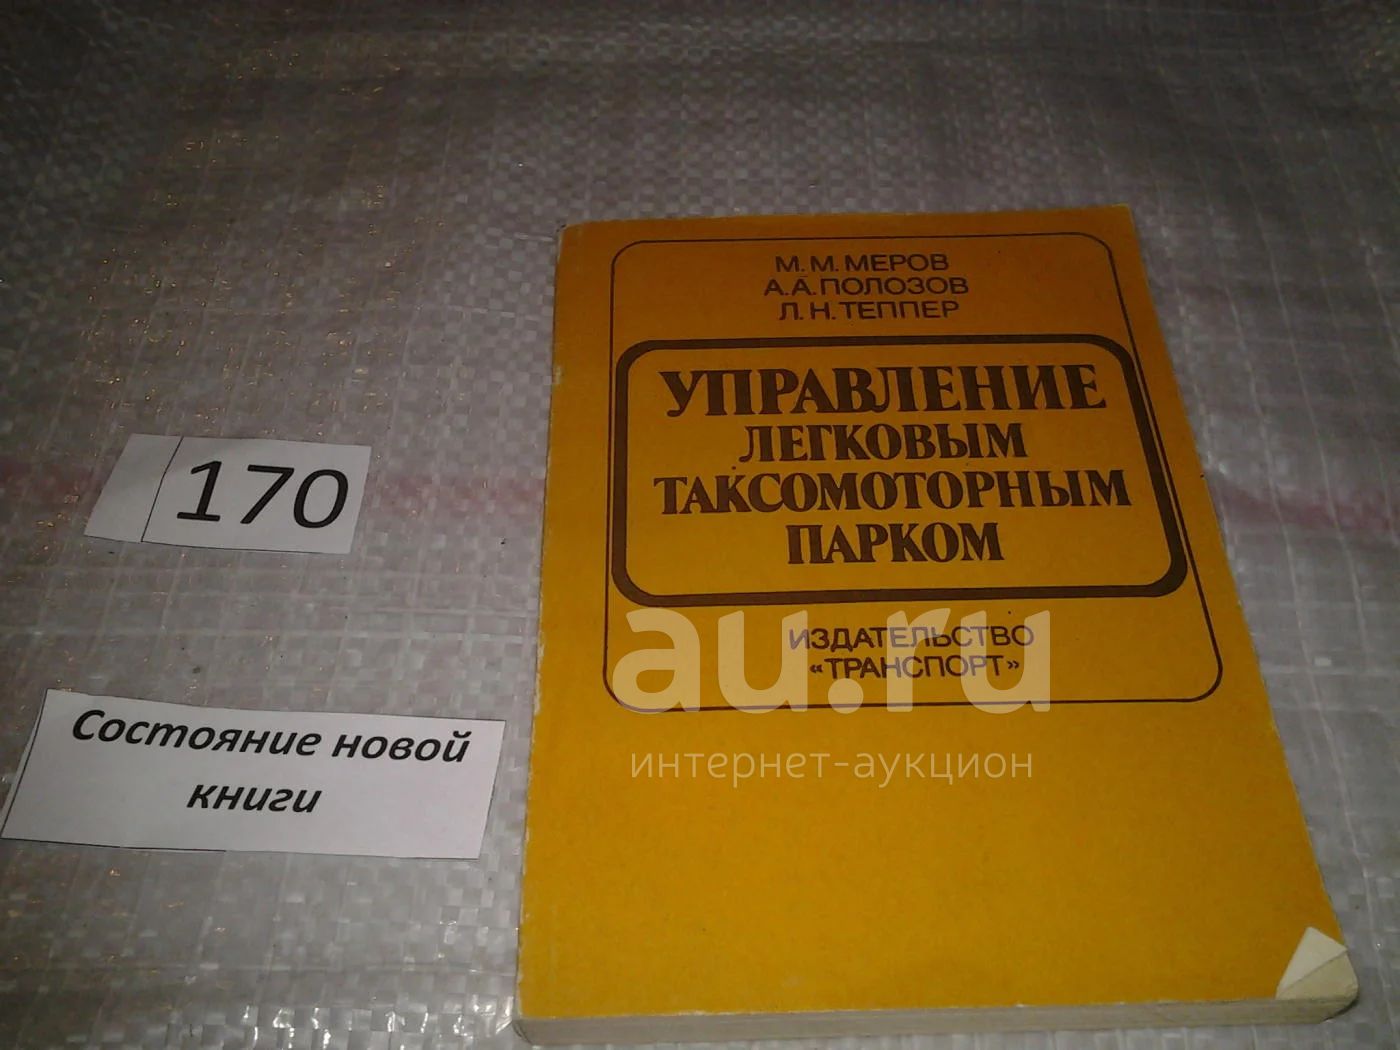 М. М. МЕРОВ
А. А. ПОЛОЗОВ
Л. Н. ТЕППЕР
УПРАВЛЕНИЕ
ЛЕГКОВЫМ
ТАКСОМОТОРНЫМ
ПАРКОМ
ИЗДАТЕЛЬСТВО
«ТРАНСПОРТ»
au.ru
интернет-аукцион
170
Состояние новой
книги